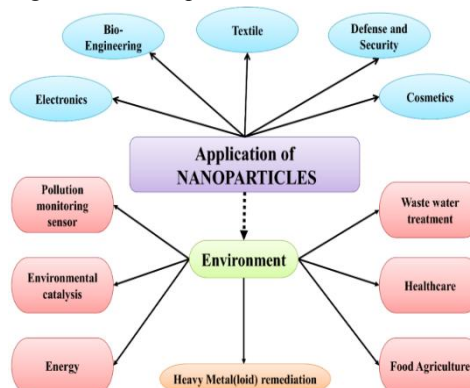 Bio-
Engineering
Textile
Defense and
Security
Electronics
Cosmetics
Application of
NANOPARTICLES
Pollution
monitoring
sensor
Waste water
treatment
Environment
Environmental
catalysis
Healthcare
Energy
Food Agriculture
Heavy Metal(loid) remediation